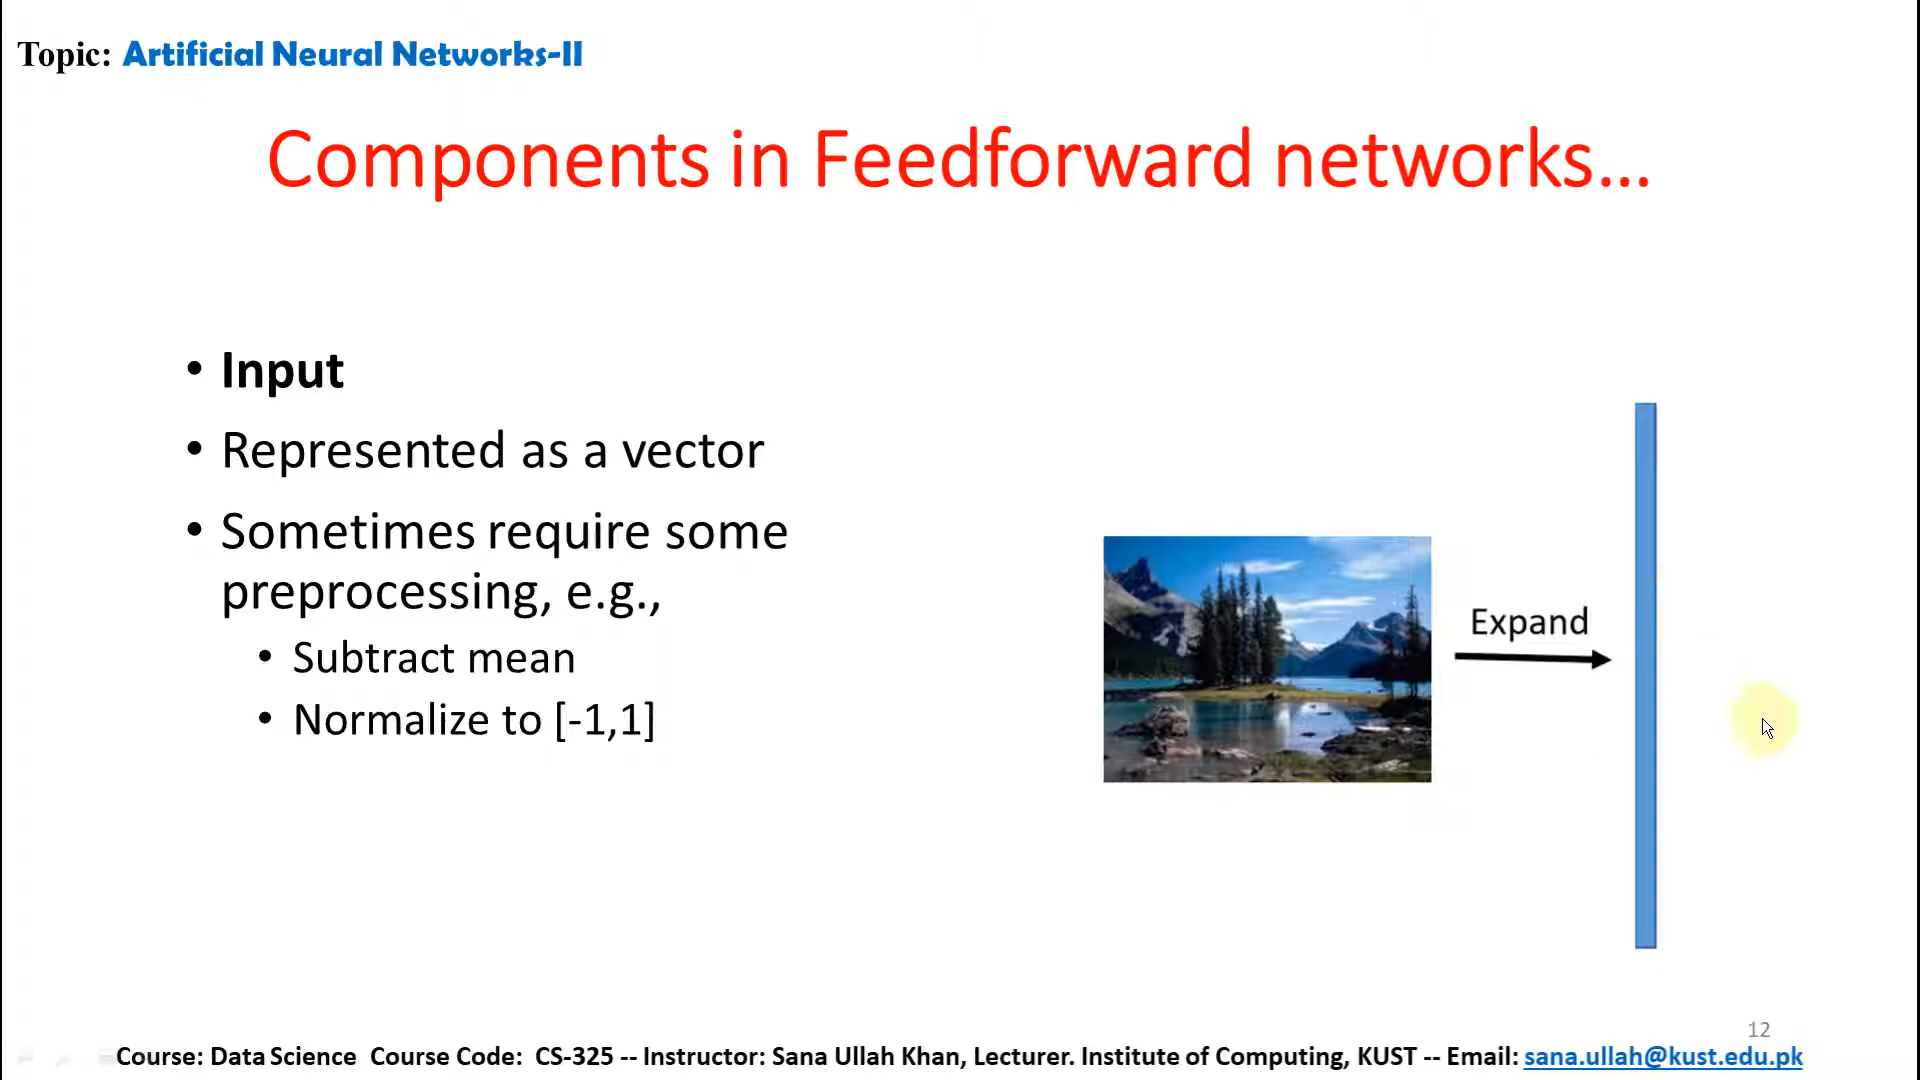 Topic: Artificial Neural Networks-II
Components in Feedforward networks...
• Input
• Represented as a vector
• Sometimes require some
preprocessing, e.g.,
• Subtract mean
• Normalize to [-1,1]
Expand
12
Course: Data Science Course Code: CS-325 -- Instructor: Sana Ullah Khan, Lecturer. Institute of Computing, KUST -- Email: sana.ullah@kust.edu.pk